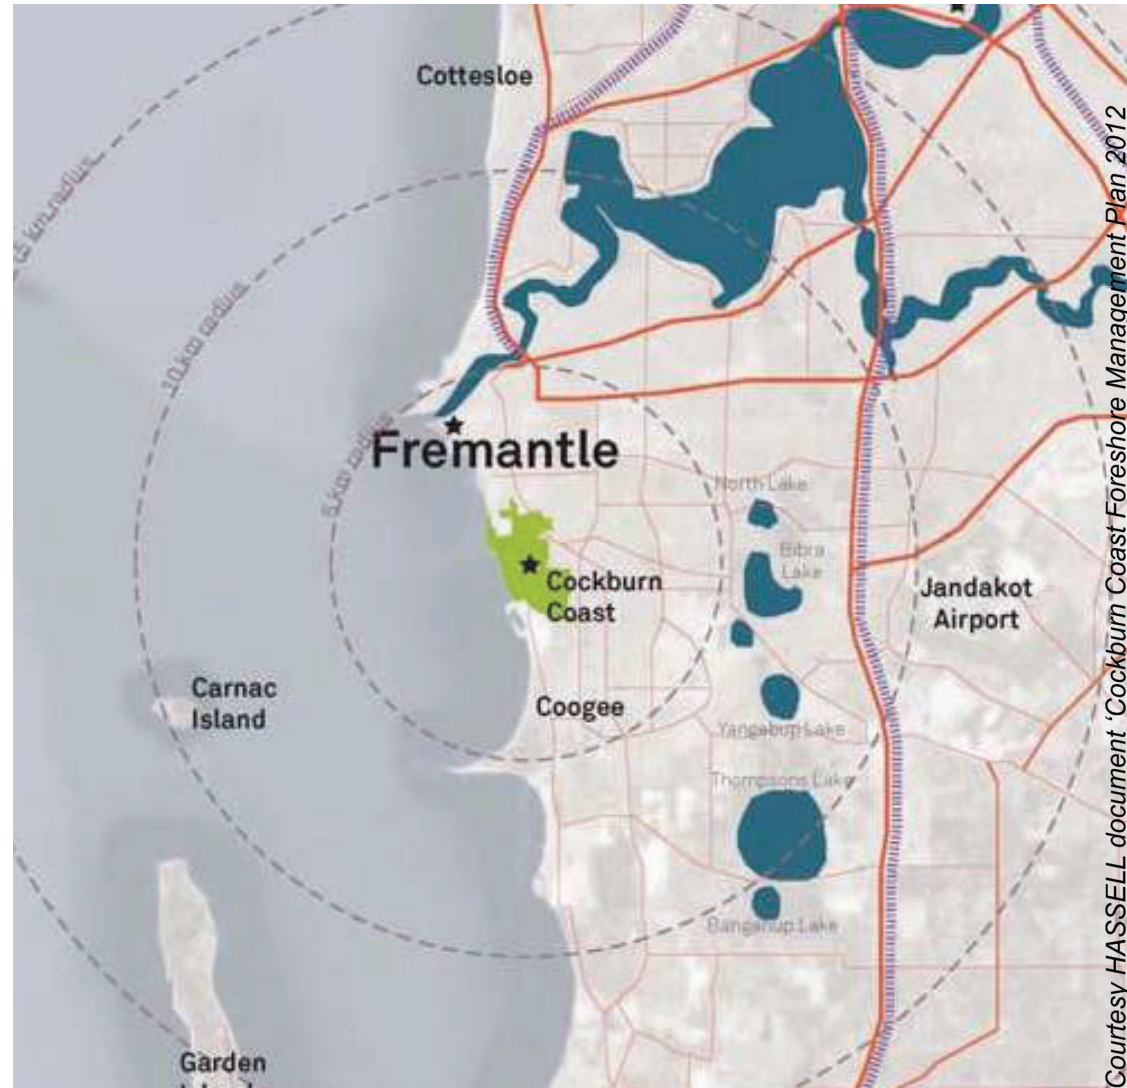 Cottesloe
15 km radius
10 km radius
5 km radius
Fremantle
North Lake
Bibra
Lake
Cockburn
Coast
Jandakot
Airport
Carnac
Island
Coogee
Yangebup Lake
Thompsons Lake
Banganup Lake
Garden
Courtesy HASSELL document ‘Cockburn Coast Foreshore Management Plan 2012